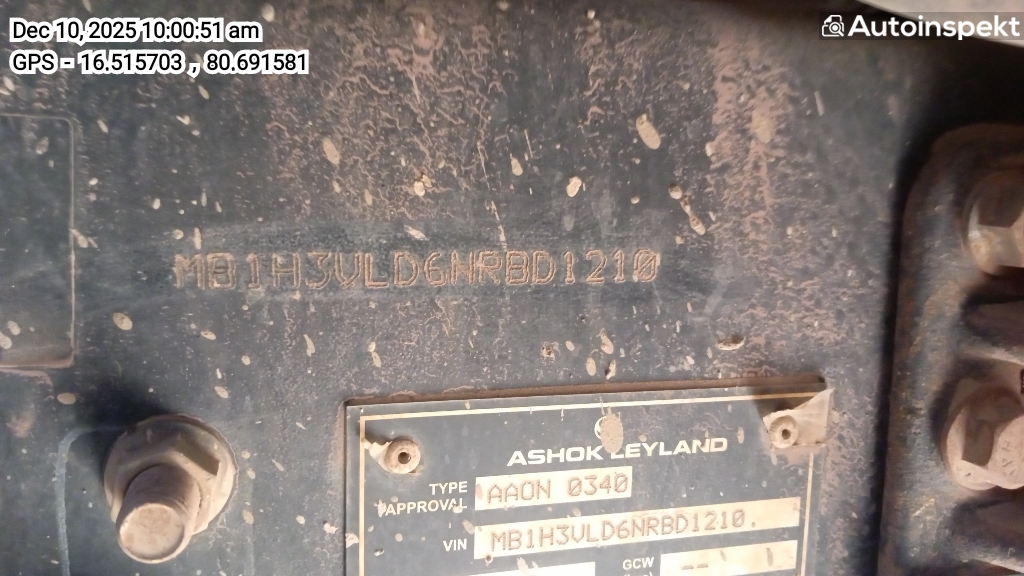 Dec 10, 2025 10:00:51 am
GPS - 16.515703 , 80.691581
Autoinspekt
MB1H3VLD6NRBD1210
ASHOK LEYLAND
TYPE APPROVAL AAON 0340
VIN MB1H3VLD6NRBD1210.
GCW --